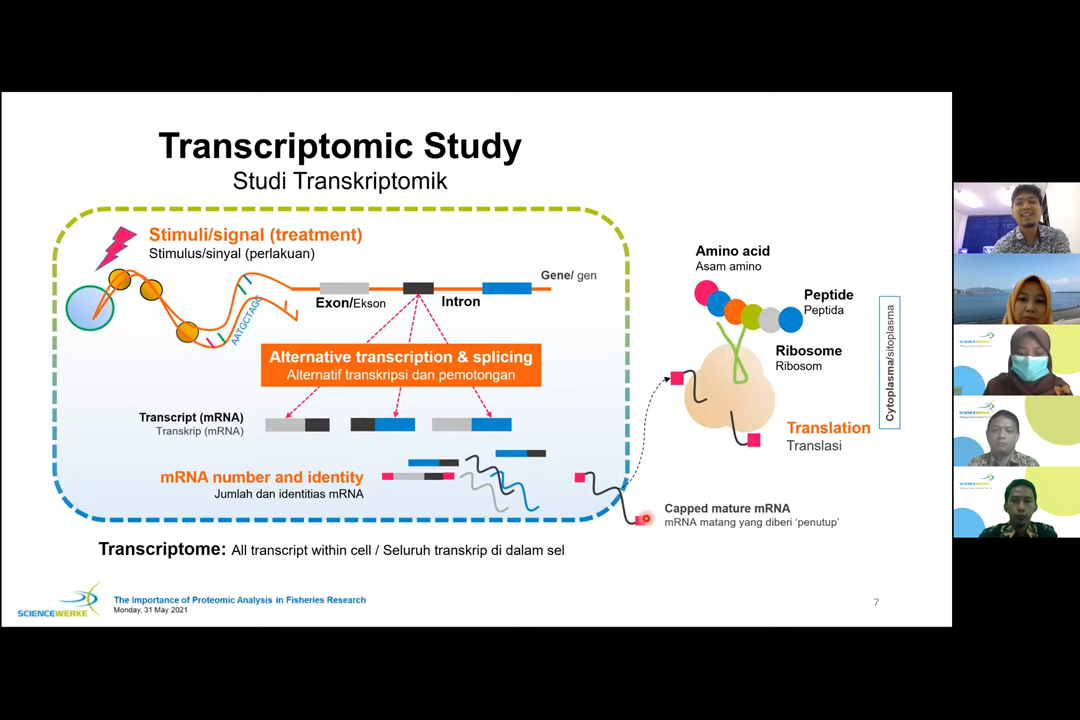 Transcriptomic Study
Studi Transkriptomik
Stimuli/signal (treatment)
Stimulus/sinyal (perlakuan)
AATGCTAGC
Gene/ gen
Exon/Ekson
Intron
Alternative transcription & splicing
Alternatif transkripsi dan pemotongan
Transcript (mRNA)
Transkrip (mRNA)
mRNA number and identity
Jumlah dan identitias mRNA
Amino acid
Asam amino
Peptide
Peptida
Ribosome
Ribosom
Cytoplasma/sitoplasma
Translation
Translasi
Capped mature mRNA
mRNA matang yang diberi ‘penutup’
Transcriptome: All transcript within cell / Seluruh transkrip di dalam sel
SCIENCEWERKE
The Importance of Proteomic Analysis in Fisheries Research
Monday, 31 May 2021
7